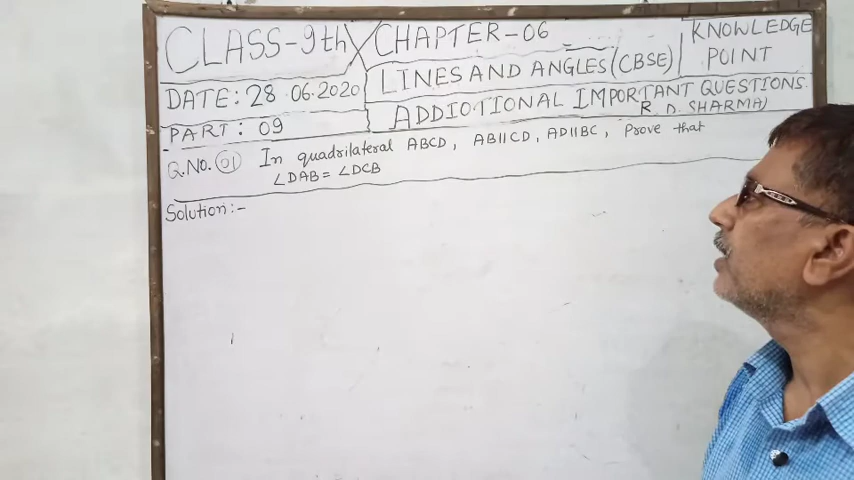 CLASS-9th
CHAPTER-06
KNOWLEDGE
POINT
LINES AND ANGLES (CBSE)
DATE: 28.06.2020
ADDIOTIONAL IMPORTANT QUESTIONS
R. D. SHARMA)
PART: 09
Q.NO. 01 In quadrilateral ABCD, AB||CD, AD||BC, Prove that
∠DAB = ∠DCB
Solution:-